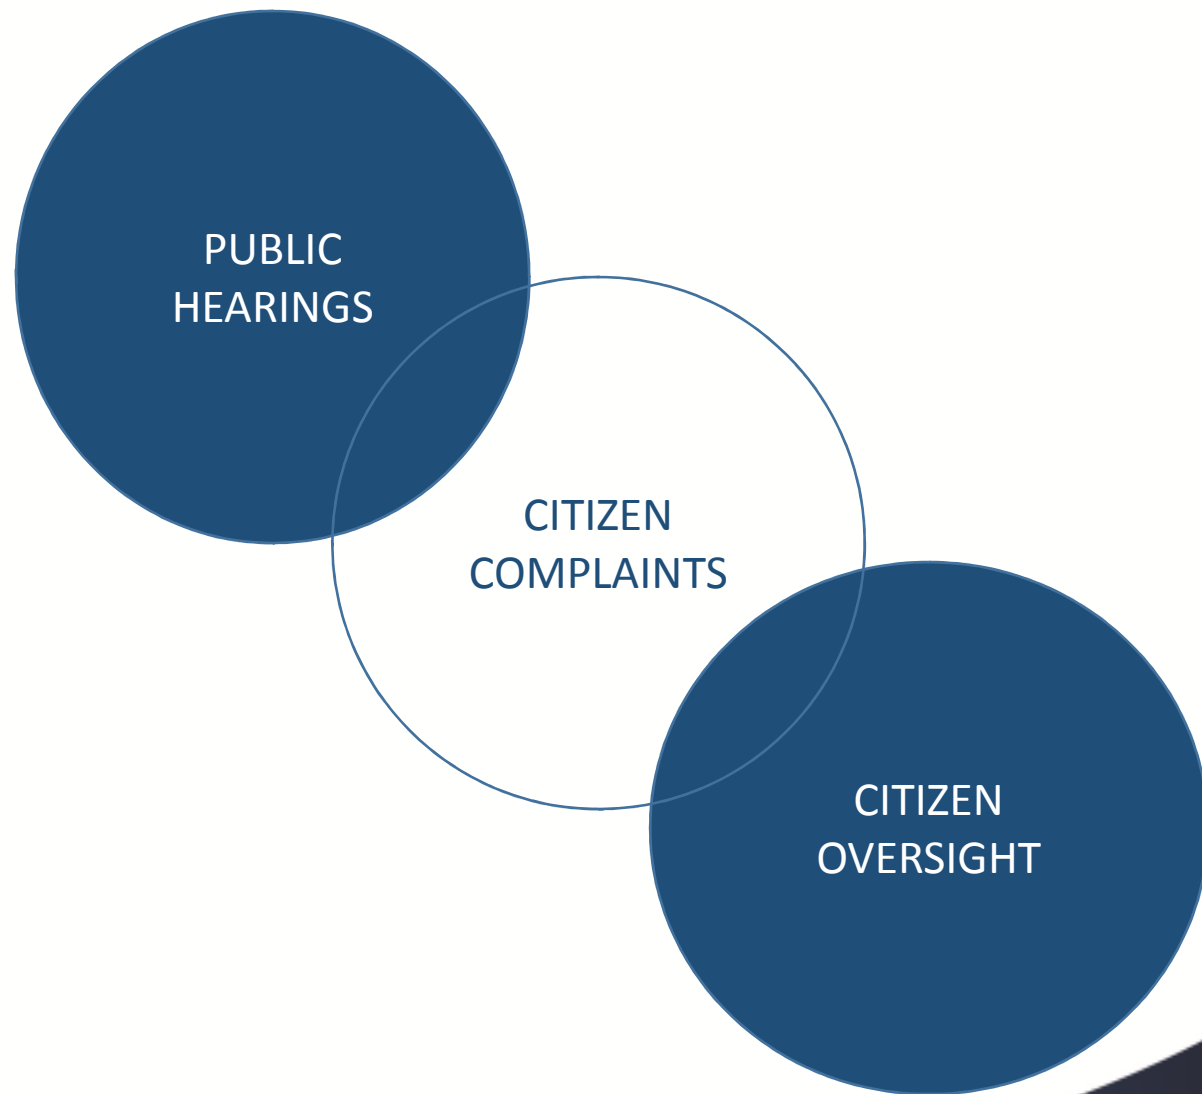 PUBLIC
HEARINGS
CITIZEN
COMPLAINTS
CITIZEN
OVERSIGHT